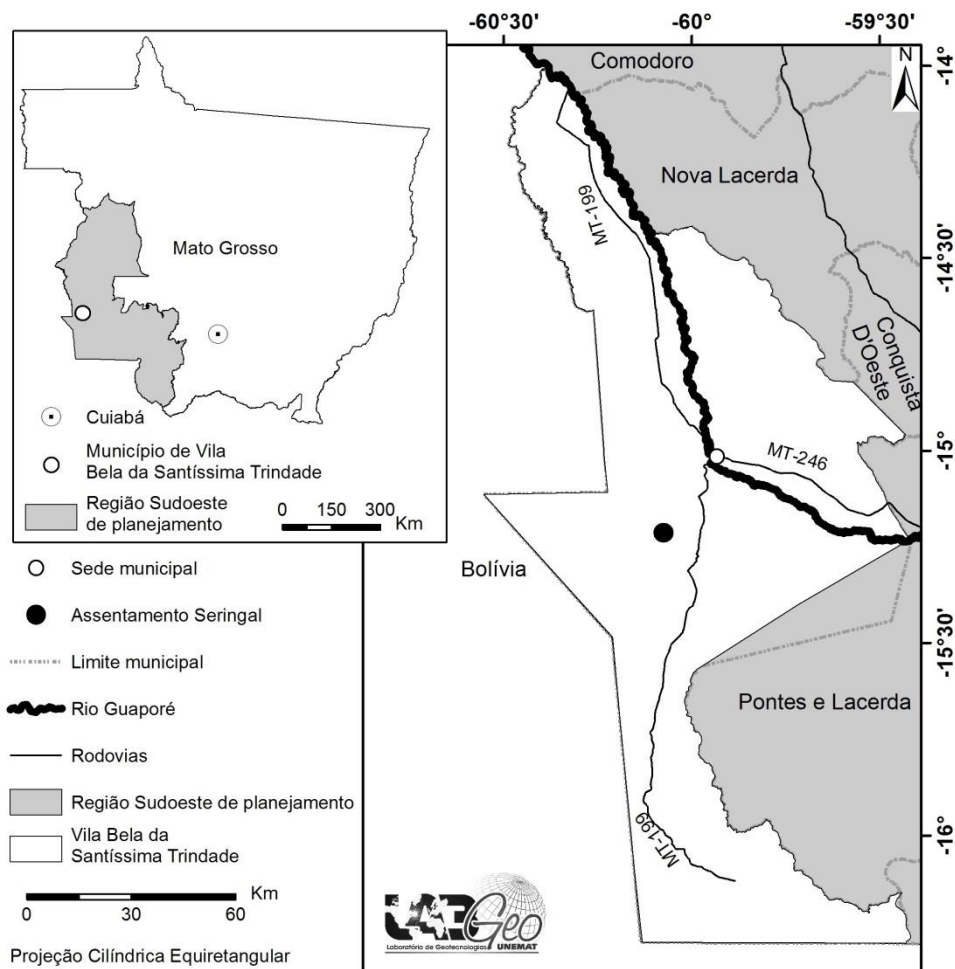 -60°30'
-60°
-59°30'
Mato Grosso
Cuiabá
Município de Vila
Bela da Santíssima Trindade
Região Sudoeste
de planejamento
0 150 300
Km
Comodoro
N
-14°
Nova Lacerda
MT-199
-14°30'
Conquista
D'Oeste
-15°
MT-246
Bolívia
-15°30'
Pontes e Lacerda
-16°
MT-199
Sede municipal
Assentamento Seringal
Limite municipal
Rio Guaporé
Rodovias
Região Sudoeste de planejamento
Vila Bela da
Santíssima Trindade
Km
0 30 60
Projeção Cilíndrica Equiretangular
LABGeo
Laboratório de Geotecnologias
UNEMAT